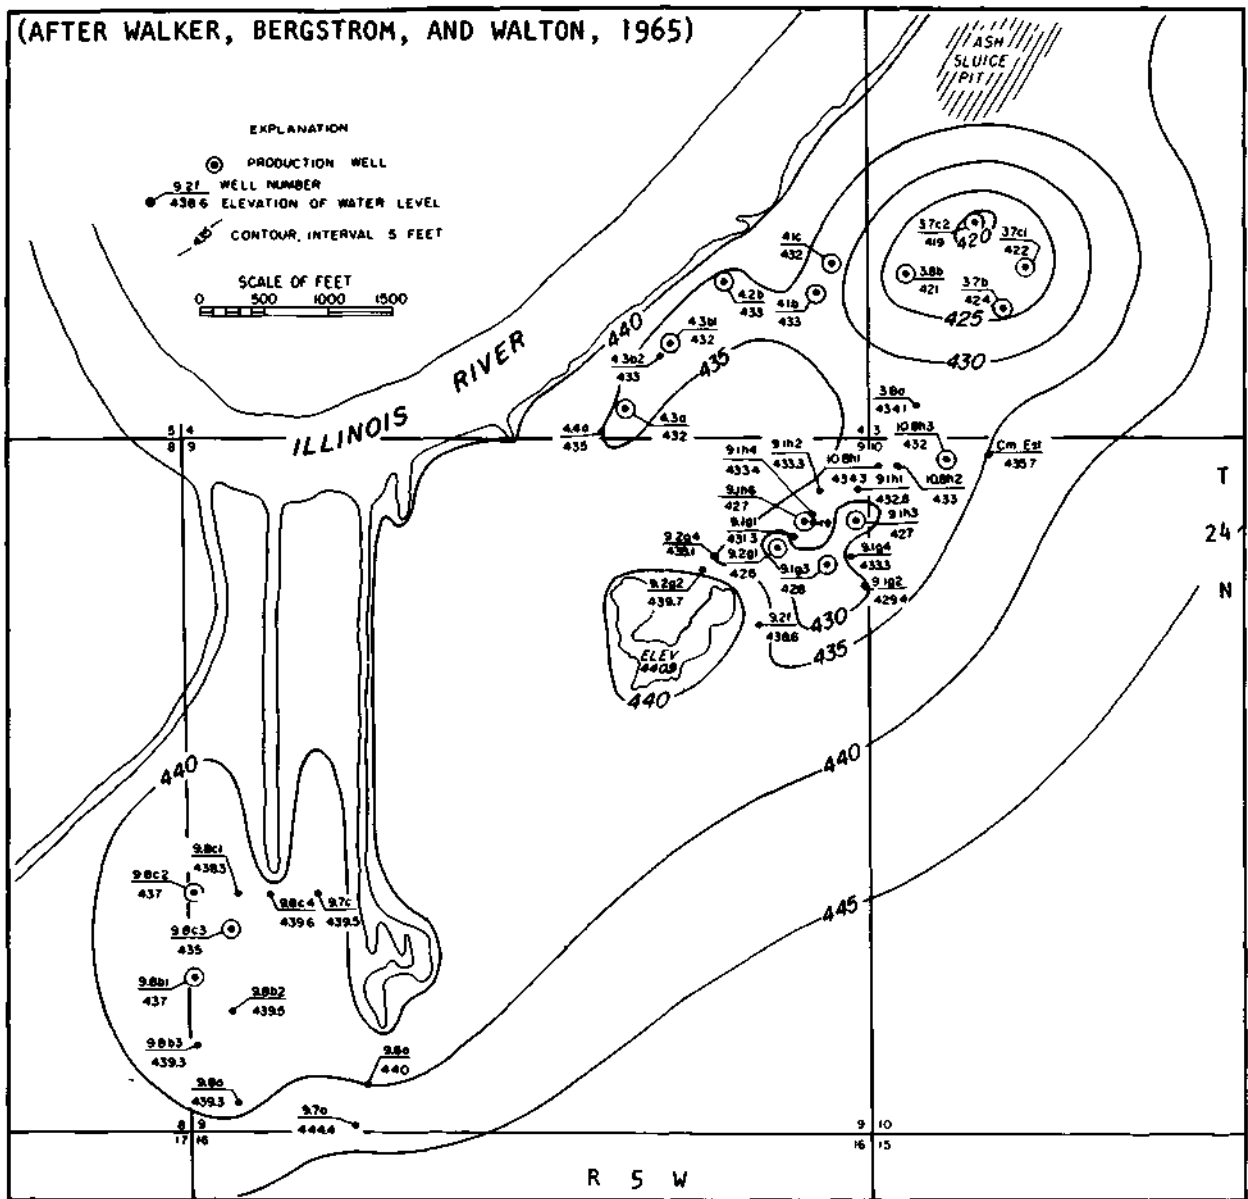 (AFTER WALKER, BERGSTROM, AND WALTON, 1965)
ASH
SLUICE
PIT
EXPLANATION
PRODUCTION WELL
9.2f WELL NUMBER
438.6 ELEVATION OF WATER LEVEL
CONTOUR, INTERVAL 5 FEET
SCALE OF FEET
0 500 1000 1500
ILLINOIS RIVER
3.7c2
419
420
3.7c1
422
3.8b
421
3.7b
424
425
430
4.1c
432
4.2b
433
4.1b
433
440
4.3b1
432
4.3b2
433
435
4.3a
432
4.4a
435
3.8a
434.1
5 4
8 9
4 3
9 10
10.8h3
432
Cm. Est
435.7
9.1h2
433.3
9.1h4
433.4
10.8h1
434.3
9.1h1
432.8
10.8h2
433
9.1h6
427
9.1h3
427
9.1g1
431.3
9.2g4
9.2g1
426
9.1g3
428
9.1g4
433.3
9.2g2
439.7
9.1g2
429.4
9.2f
438.6
430
435
ELEV
440.9
440
T
24
N
440
440
445
9.8c1
438.3
9.8c2
437
9.8c4
439.6
9.7c
439.5
9.8c3
435
9.8b1
437
9.8b2
439.5
9.8b3
439.3
9.8a
440
9.8a
439.3
9.7a
444.4
8 9
17 16
9 10
16 15
R 5 W